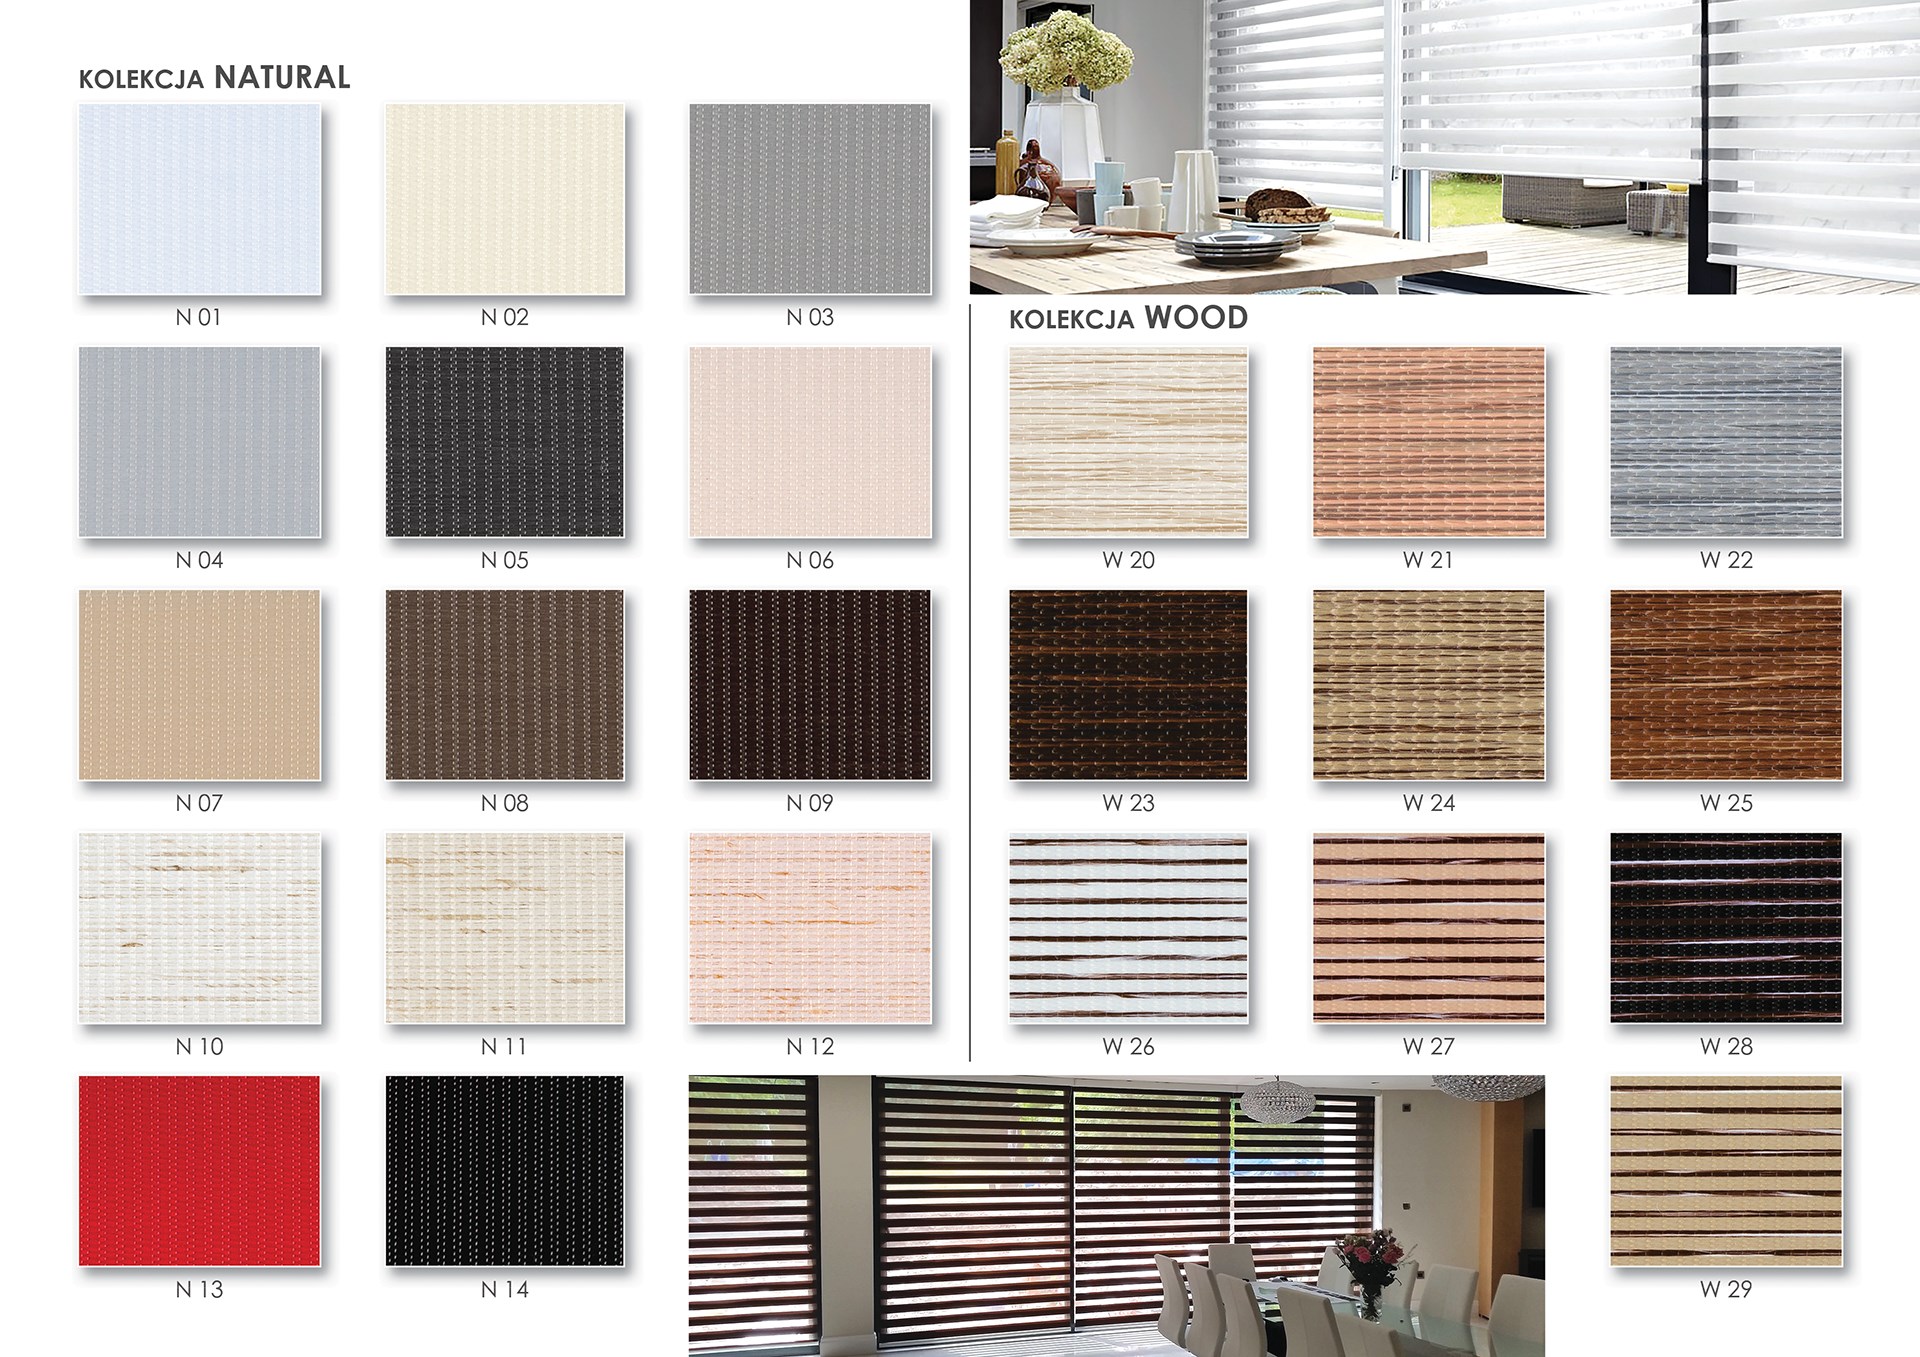 KOLEKCJA NATURAL
N 01
N 02
N 03
N 04
N 05
N 06
N 07
N 08
N 09
N 10
N 11
N 12
N 13
N 14
KOLEKCJA WOOD
W 20
W 21
W 22
W 23
W 24
W 25
W 26
W 27
W 28
W 29